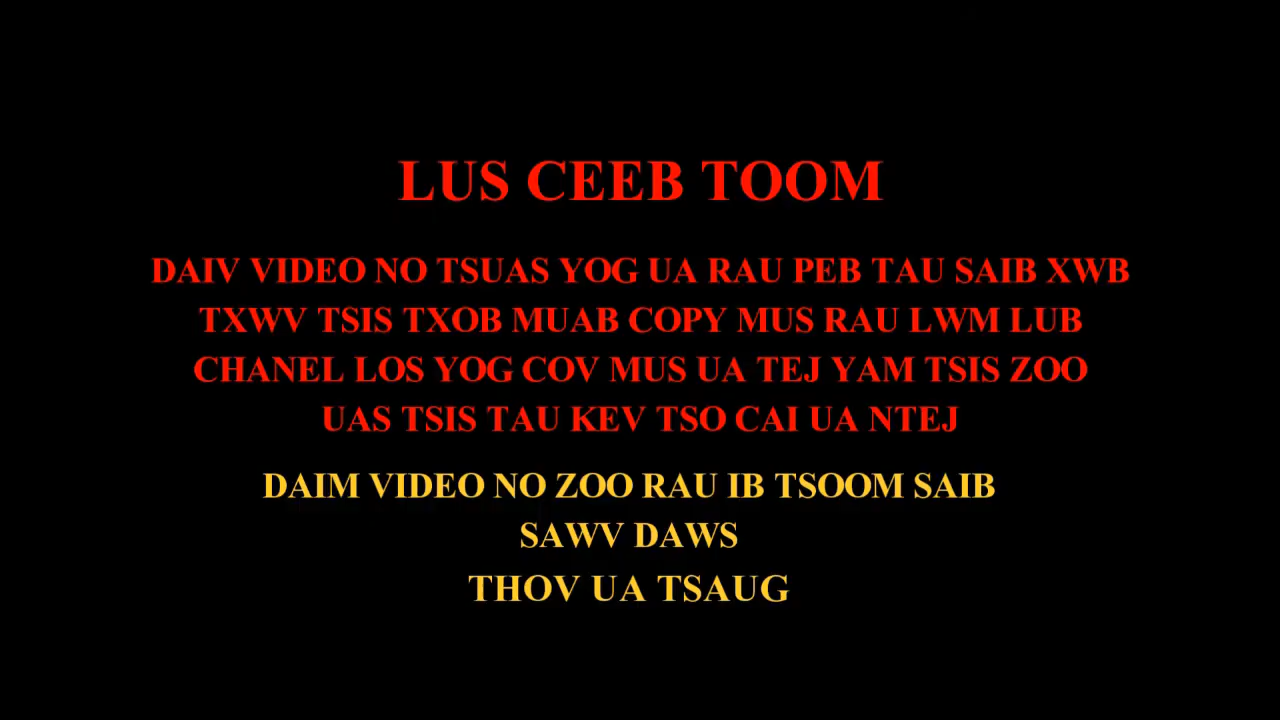 LUS CEEB TOOM
DAIV VIDEO NO TSUAS YOG UA RAU PEB TAU SAIB XWB
TXWV TSIS TXOB MUAB COPY MUS RAU LWM LUB
CHANEL LOS YOG COV MUS UA TEJ YAM TSIS ZOO
UAS TSIS TAU KEV TSO CAI UA NTEJ
DAIM VIDEO NO ZOO RAU IB TSOOM SAIB
SAWV DAWS
THOV UA TSAUG